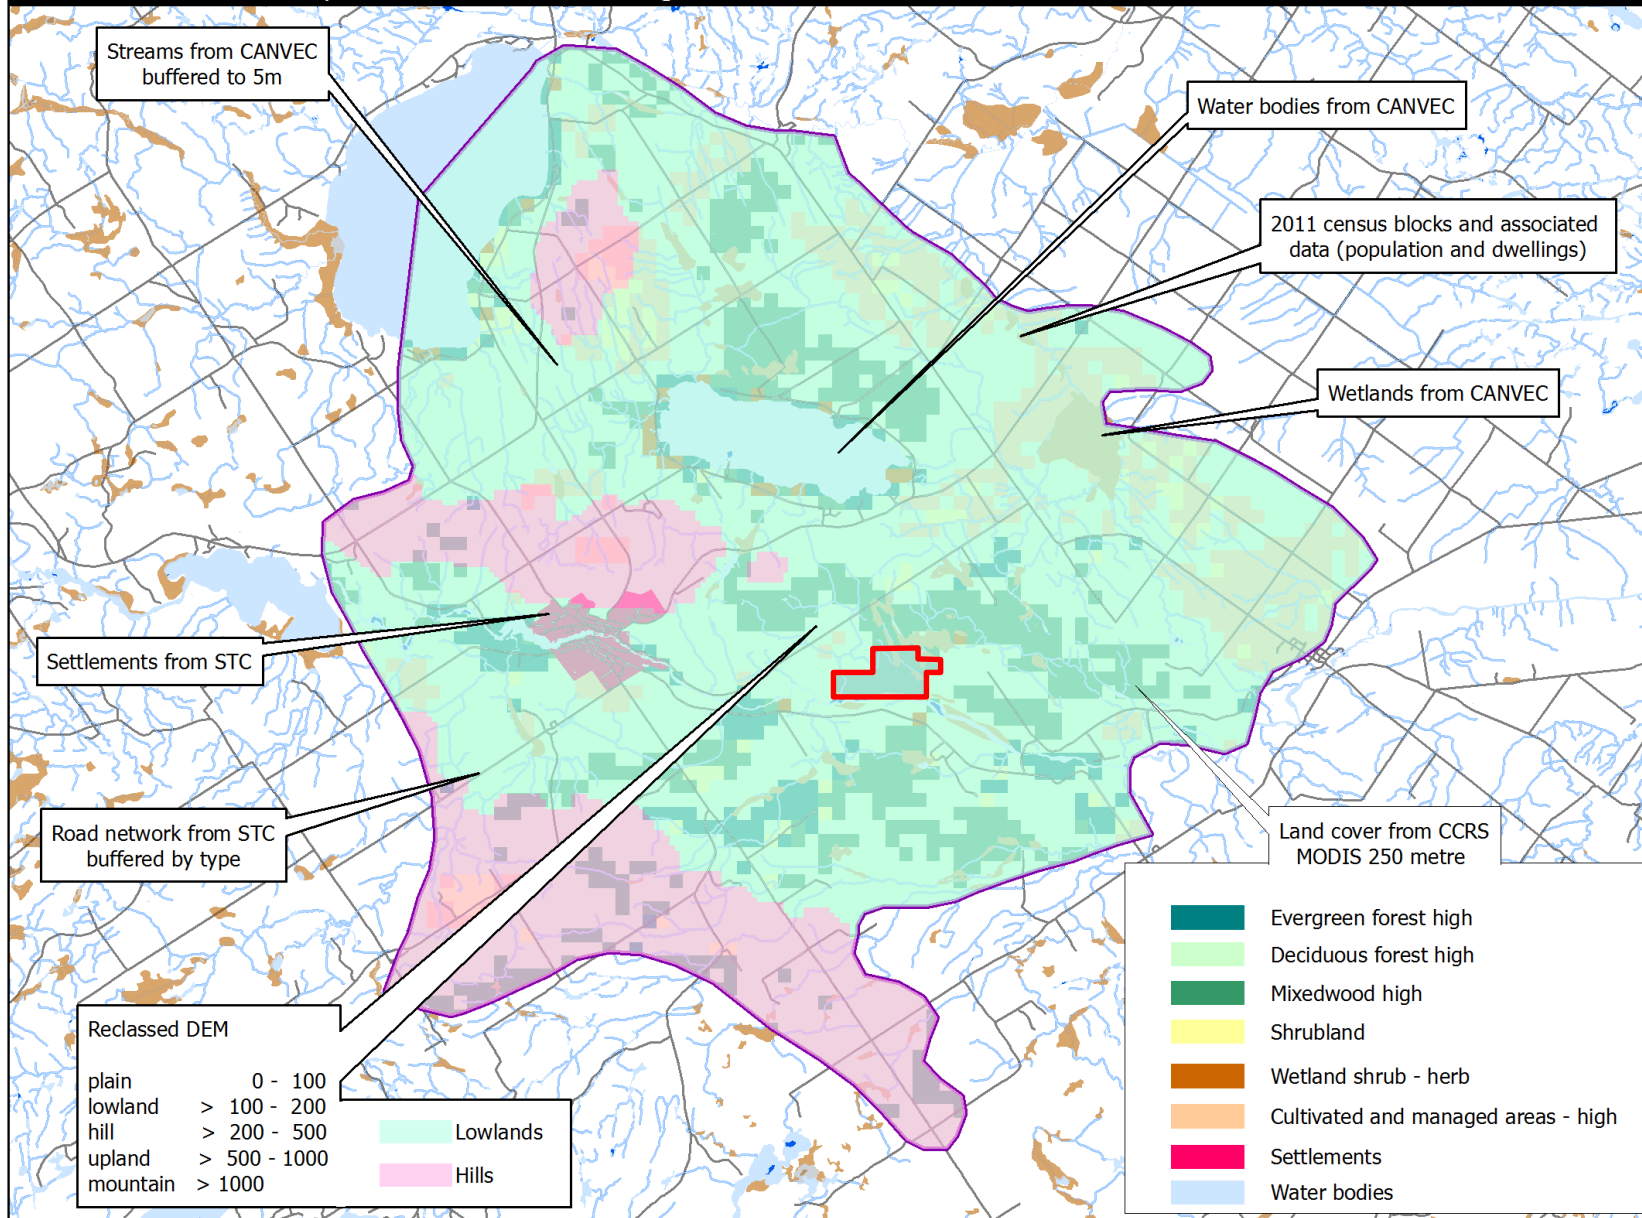 Streams from CANVEC
buffered to 5m
Water bodies from CANVEC
2011 census blocks and associated
data (population and dwellings)
Wetlands from CANVEC
Settlements from STC
Road network from STC
buffered by type
Land cover from CCRS
MODIS 250 metre
Reclassed DEM
plain 0 - 100
lowland > 100 - 200
hill > 200 - 500
upland > 500 - 1000
mountain > 1000
Lowlands
Hills
Evergreen forest high
Deciduous forest high
Mixedwood high
Shrubland
Wetland shrub - herb
Cultivated and managed areas - high
Settlements
Water bodies